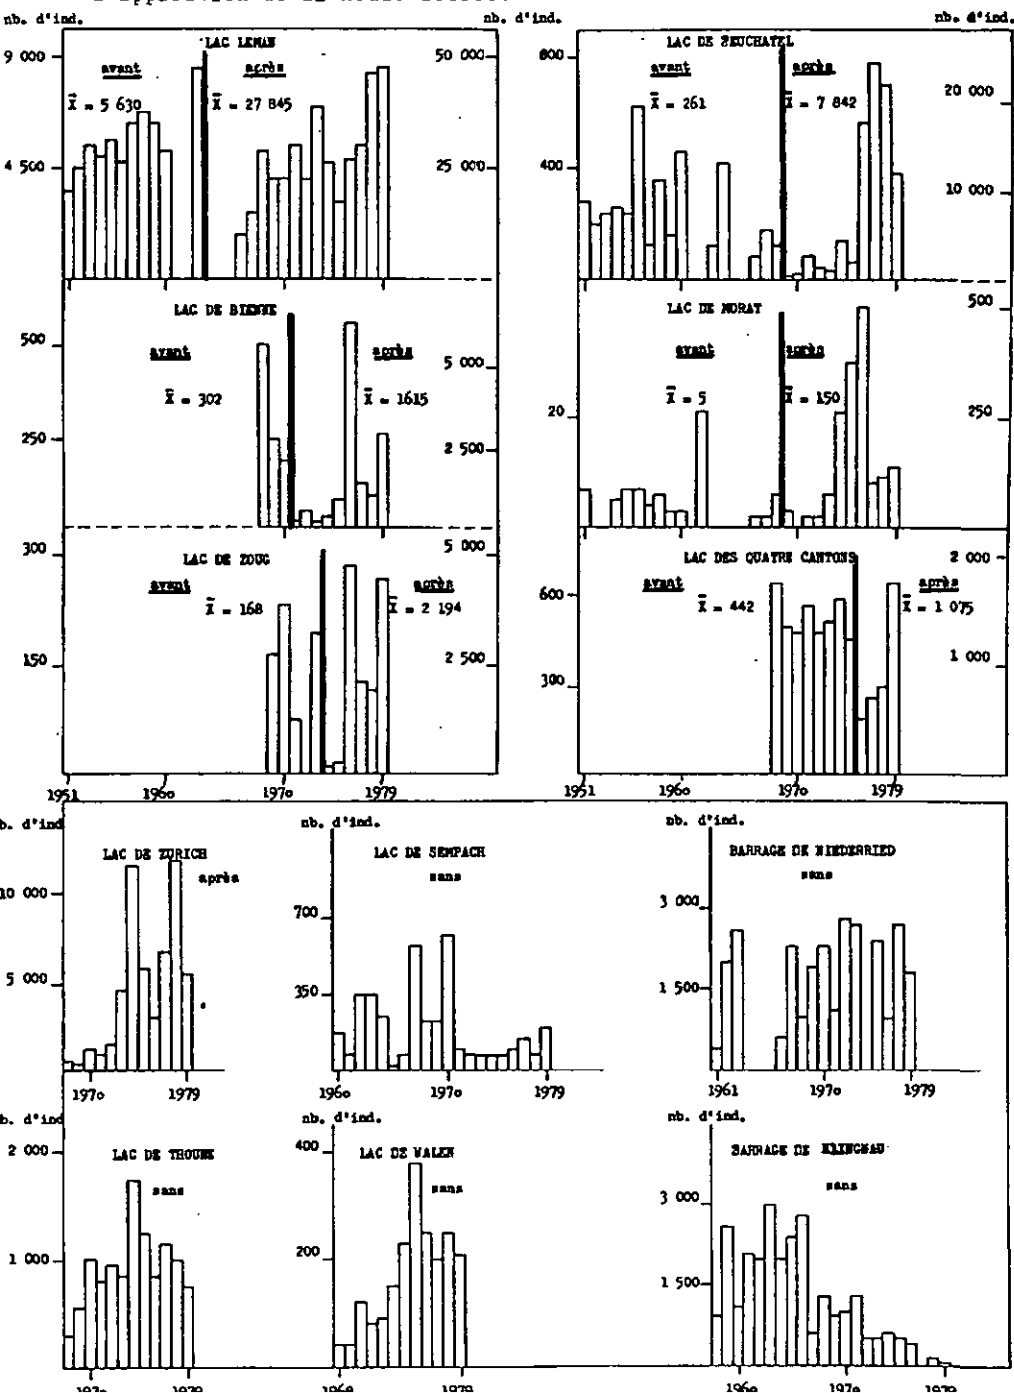 l'apparition de la moule zébrée.
nb. d'ind. nb. d'ind. nb. d'ind.
LAC LEMAN
9 000
avant après
50 000
X̄ = 5 630 X̄ = 27 845
4 500
25 000
LAC DE NEUCHATEL
800
avant après
X̄ = 261 X̄ = 7 842
20 000
400
10 000
LAC DE BIENNE
500
avant après
5 000
X̄ = 302 X̄ = 1615
250
2 500
LAC DE MORAT
500
avant après
X̄ = 5 X̄ = 150
20
250
LAC DE ZOUG
300
5 000
avant après
X̄ = 168 X̄ = 2 194
150
2 500
1951 1960 1970 1979
LAC DES QUATRE CANTONS
2 000
avant après
600
X̄ = 442 X̄ = 1 075
1 000
300
1951 1960 1970 1979
b. d'ind.
LAC DE ZURICH
après
10 000
5 000
1970 1979
nb. d'ind.
LAC DE SEMPACH
sans
700
350
1960 1970 1979
nb. d'ind.
BARRAGE DE NIEDERRIED
sans
3 000
1 500
1961 1970 1979
b. d'ind
2 000
LAC DE THOUNE
sans
1 000
1970 1979
nb. d'ind.
400
LAC DE WALEN
sans
200
1960 1979
nb. d'ind.
BARRAGE DE KLINGNAU
sans
3 000
1 500
1960 1970 1979